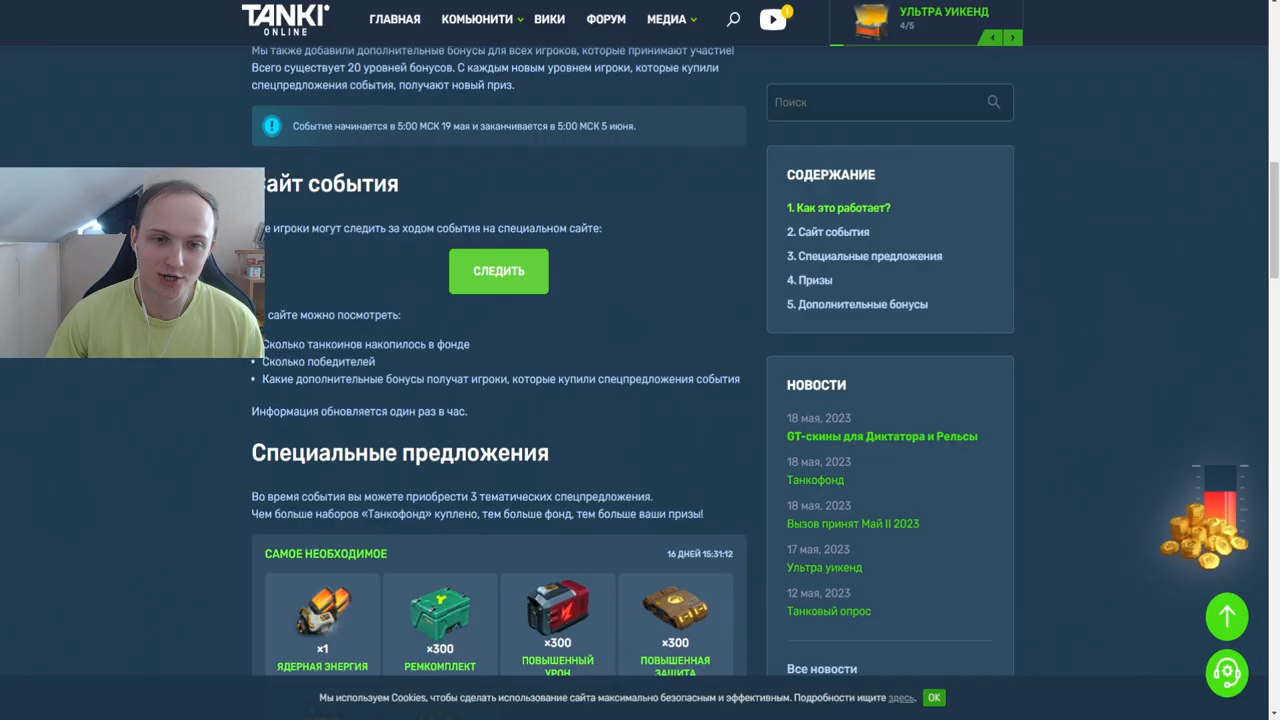 TANKI
ONLINE
ГЛАВНАЯ
КОМЬЮНИТИ
ВИКИ
ФОРУМ
МЕДИА
УЛЬТРА УИКЕНД
4/5
Мы также добавили дополнительные бонусы для всех игроков, которые принимают участие!
Всего существует 20 уровней бонусов. С каждым новым уровнем игроки, которые купили
спецпредложения события, получают новый приз.
Событие начинается в 5:00 МСК 19 мая и заканчивается в 5:00 МСК 5 июня.
айт события
е игроки могут следить за ходом события на специальном сайте:
СЛЕДИТЬ
сайте можно посмотреть:
Сколько танкоинов накопилось в фонде
Сколько победителей
Какие дополнительные бонусы получат игроки, которые купили спецпредложения события
Информация обновляется один раз в час.
Специальные предложения
Во время события вы можете приобрести 3 тематических спецпредложения.
Чем больше наборов «Танкофонд» куплено, тем больше фонд, тем больше ваши призы!
САМОЕ НЕОБХОДИМОЕ
16 ДНЕЙ 15:31:12
×1
ЯДЕРНАЯ ЭНЕРГИЯ
×300
РЕМКОМПЛЕКТ
×300
ПОВЫШЕННЫЙ
УРОН
×300
ПОВЫШЕННАЯ
ЗАЩИТА
Поиск
СОДЕРЖАНИЕ
1. Как это работает?
2. Сайт события
3. Специальные предложения
4. Призы
5. Дополнительные бонусы
НОВОСТИ
18 мая, 2023
GT-скины для Диктатора и Рельсы
18 мая, 2023
Танкофонд
18 мая, 2023
Вызов принят Май II 2023
17 мая, 2023
Ультра уикенд
12 мая, 2023
Танковый опрос
Все новости
Мы используем Cookies, чтобы сделать использование сайта максимально безопасным и эффективным. Подробности ищите здесь.
OK